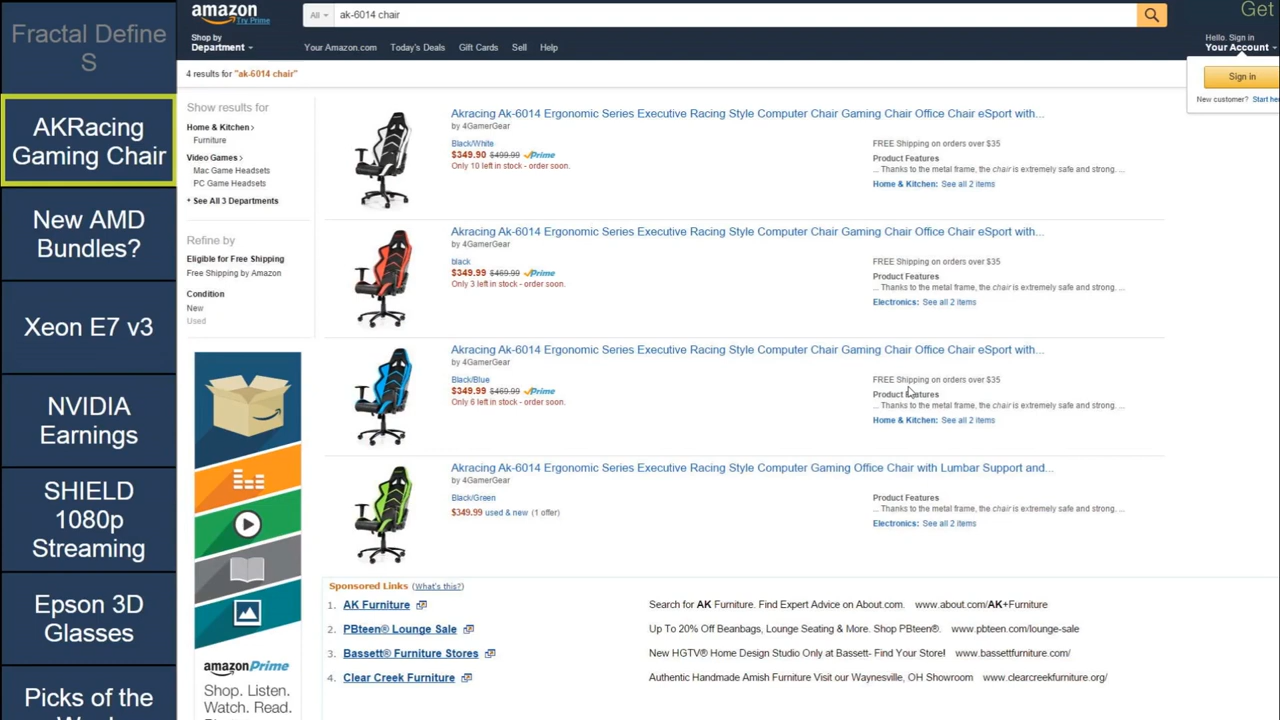 Fractal Define
S
AKRacing
Gaming Chair
New AMD
Bundles?
Xeon E7 v3
NVIDIA
Earnings
SHIELD
1080p
Streaming
Epson 3D
Glasses
Picks of the
amazon
Try Prime
All
ak-6014 chair
Get
Shop by
Department
Your Amazon.com
Today's Deals
Gift Cards
Sell
Help
Hello. Sign in
Your Account
Sign in
New customer? Start her
4 results for "ak-6014 chair"
Show results for
Home & Kitchen
Furniture
Video Games
Mac Game Headsets
PC Game Headsets
+ See All 3 Departments
Refine by
Eligible for Free Shipping
Free Shipping by Amazon
Condition
New
Used
amazonPrime
Shop. Listen.
Watch. Read.
Akracing Ak-6014 Ergonomic Series Executive Racing Style Computer Chair Gaming Chair Office Chair eSport with...
by 4GamerGear
Black/White
$349.90 $499.99 Prime
Only 10 left in stock - order soon.
FREE Shipping on orders over $35
Product Features
... Thanks to the metal frame, the chair is extremely safe and strong. ...
Home & Kitchen: See all 2 items
Akracing Ak-6014 Ergonomic Series Executive Racing Style Computer Chair Gaming Chair Office Chair eSport with...
by 4GamerGear
black
$349.99 $469.99 Prime
Only 3 left in stock - order soon.
FREE Shipping on orders over $35
Product Features
... Thanks to the metal frame, the chair is extremely safe and strong. ...
Electronics: See all 2 items
Akracing Ak-6014 Ergonomic Series Executive Racing Style Computer Chair Gaming Chair Office Chair eSport with...
by 4GamerGear
Black/Blue
$349.99 $469.99 Prime
Only 6 left in stock - order soon.
FREE Shipping on orders over $35
Product Features
... Thanks to the metal frame, the chair is extremely safe and strong. ...
Home & Kitchen: See all 2 items
Akracing Ak-6014 Ergonomic Series Executive Racing Style Computer Gaming Office Chair with Lumbar Support and...
by 4GamerGear
Black/Green
$349.99 used & new (1 offer)
Product Features
... Thanks to the metal frame, the chair is extremely safe and strong. ...
Electronics: See all 2 items
Sponsored Links (What's this?)
1. AK Furniture
Search for AK Furniture. Find Expert Advice on About.com. www.about.com/AK+Furniture
2. PBteen® Lounge Sale
Up To 20% Off Beanbags, Lounge Seating & More. Shop PBteen®. www.pbteen.com/lounge-sale
3. Bassett® Furniture Stores
New HGTV® Home Design Studio Only at Bassett- Find Your Store! www.bassettfurniture.com/
4. Clear Creek Furniture
Authentic Handmade Amish Furniture Visit our Waynesville, OH Showroom www.clearcreekfurniture.org/